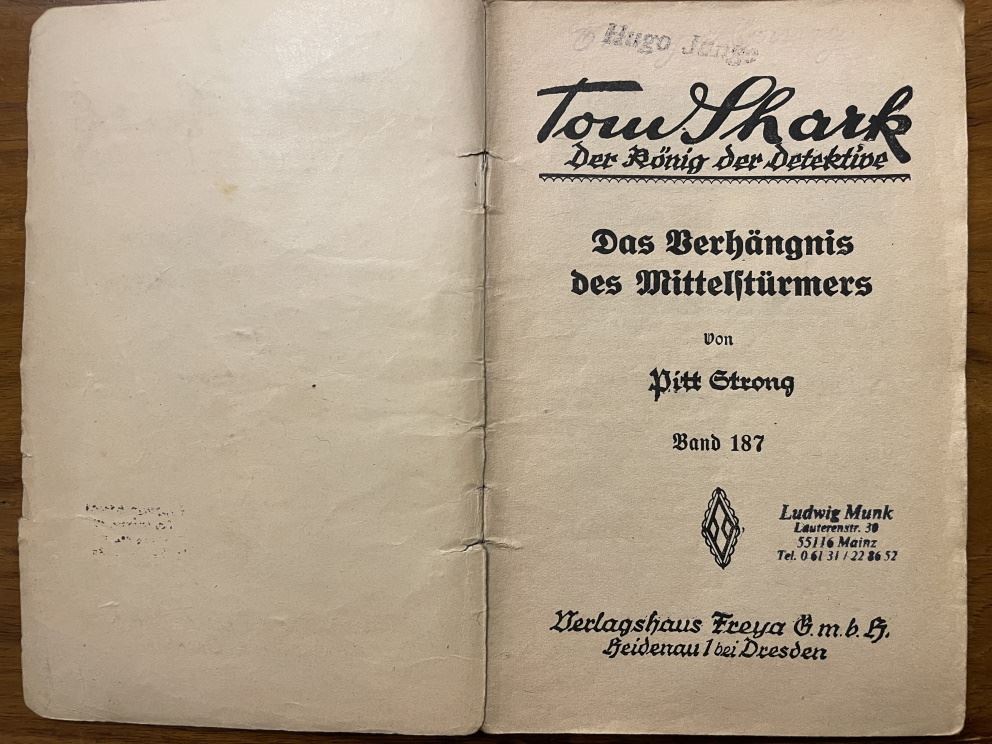 Hugo Junge
Tom Shark
Der König der Detektive
Das Verhängnis
des Mittelstürmers
von
Pitt Strong
Band 187
Ludwig Munk
Lauterenstr. 30
55116 Mainz
Tel. 0 61 31 / 22 86 52
Verlagshaus Freya G. m. b. H.
Heidenau 1 bei Dresden